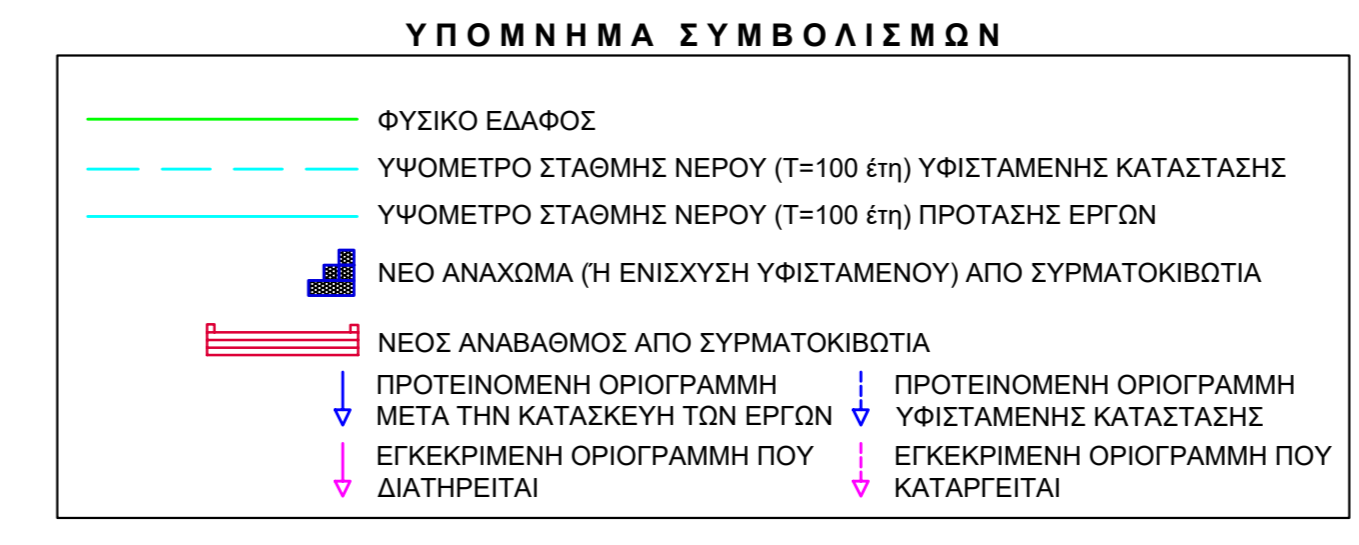 ΥΠΟΜΝΗΜΑ ΣΥΜΒΟΛΙΣΜΩΝ
ΦΥΣΙΚΟ ΕΔΑΦΟΣ
ΥΨΟΜΕΤΡΟ ΣΤΑΘΜΗΣ ΝΕΡΟΥ (Τ=100 έτη) ΥΦΙΣΤΑΜΕΝΗΣ ΚΑΤΑΣΤΑΣΗΣ
ΥΨΟΜΕΤΡΟ ΣΤΑΘΜΗΣ ΝΕΡΟΥ (Τ=100 έτη) ΠΡΟΤΑΣΗΣ ΕΡΓΩΝ
ΝΕΟ ΑΝΑΧΩΜΑ (Ή ΕΝΙΣΧΥΣΗ ΥΦΙΣΤΑΜΕΝΟΥ) ΑΠΟ ΣΥΡΜΑΤΟΚΙΒΩΤΙΑ
ΝΕΟΣ ΑΝΑΒΑΘΜΟΣ ΑΠΟ ΣΥΡΜΑΤΟΚΙΒΩΤΙΑ
ΠΡΟΤΕΙΝΟΜΕΝΗ ΟΡΙΟΓΡΑΜΜΗ
ΜΕΤΑ ΤΗΝ ΚΑΤΑΣΚΕΥΗ ΤΩΝ ΕΡΓΩΝ
ΠΡΟΤΕΙΝΟΜΕΝΗ ΟΡΙΟΓΡΑΜΜΗ
ΥΦΙΣΤΑΜΕΝΗΣ ΚΑΤΑΣΤΑΣΗΣ
ΕΓΚΕΚΡΙΜΕΝΗ ΟΡΙΟΓΡΑΜΜΗ ΠΟΥ
ΔΙΑΤΗΡΕΙΤΑΙ
ΕΓΚΕΚΡΙΜΕΝΗ ΟΡΙΟΓΡΑΜΜΗ ΠΟΥ
ΚΑΤΑΡΓΕΙΤΑΙ